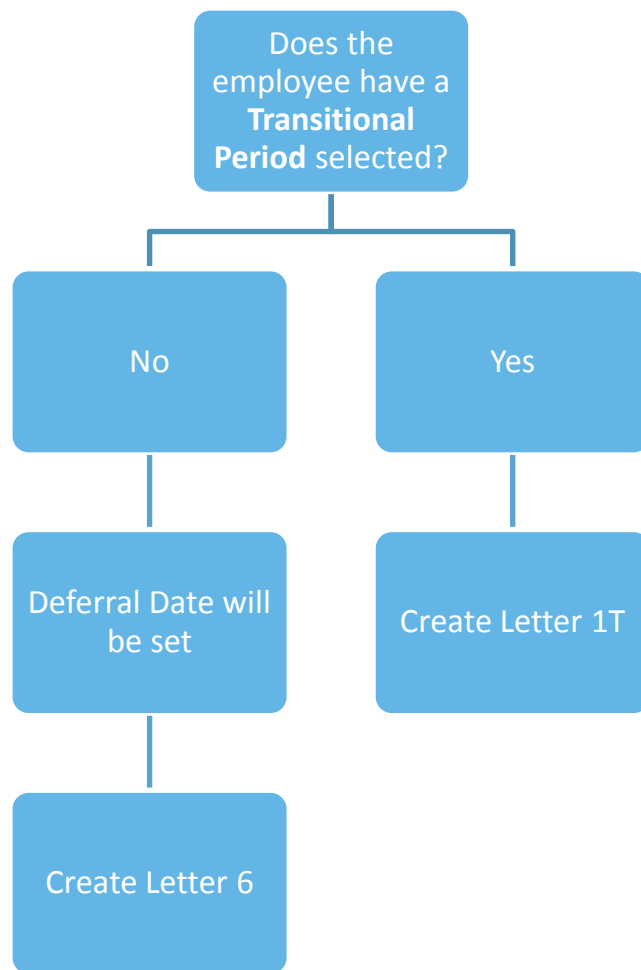 Does the
employee have a
Transitional
Period selected?
No
Yes
Deferral Date will
be set
Create Letter 1T
Create Letter 6